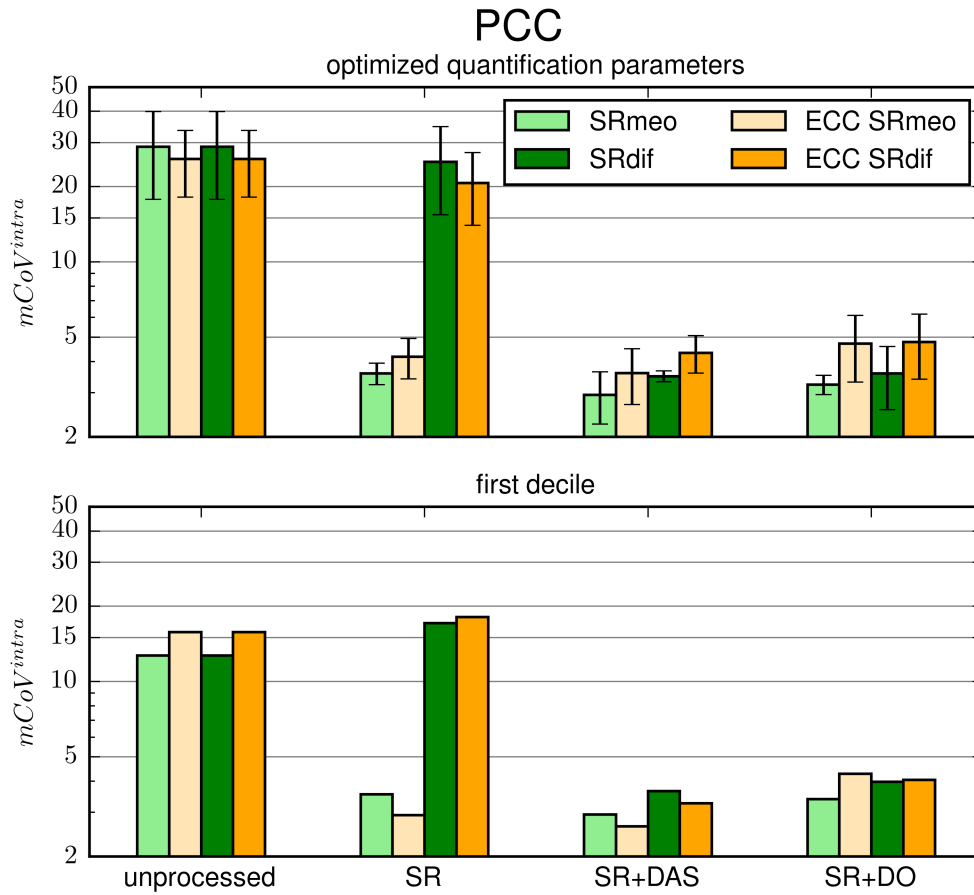 PCC
optimized quantification parameters
50
40
30
20
15
10
5
2
mCoV^{intra}
SRmeo
ECC SRmeo
SRdif
ECC SRdif
first decile
50
40
30
20
15
10
5
2
mCoV^{intra}
unprocessed SR SR+DAS SR+DO